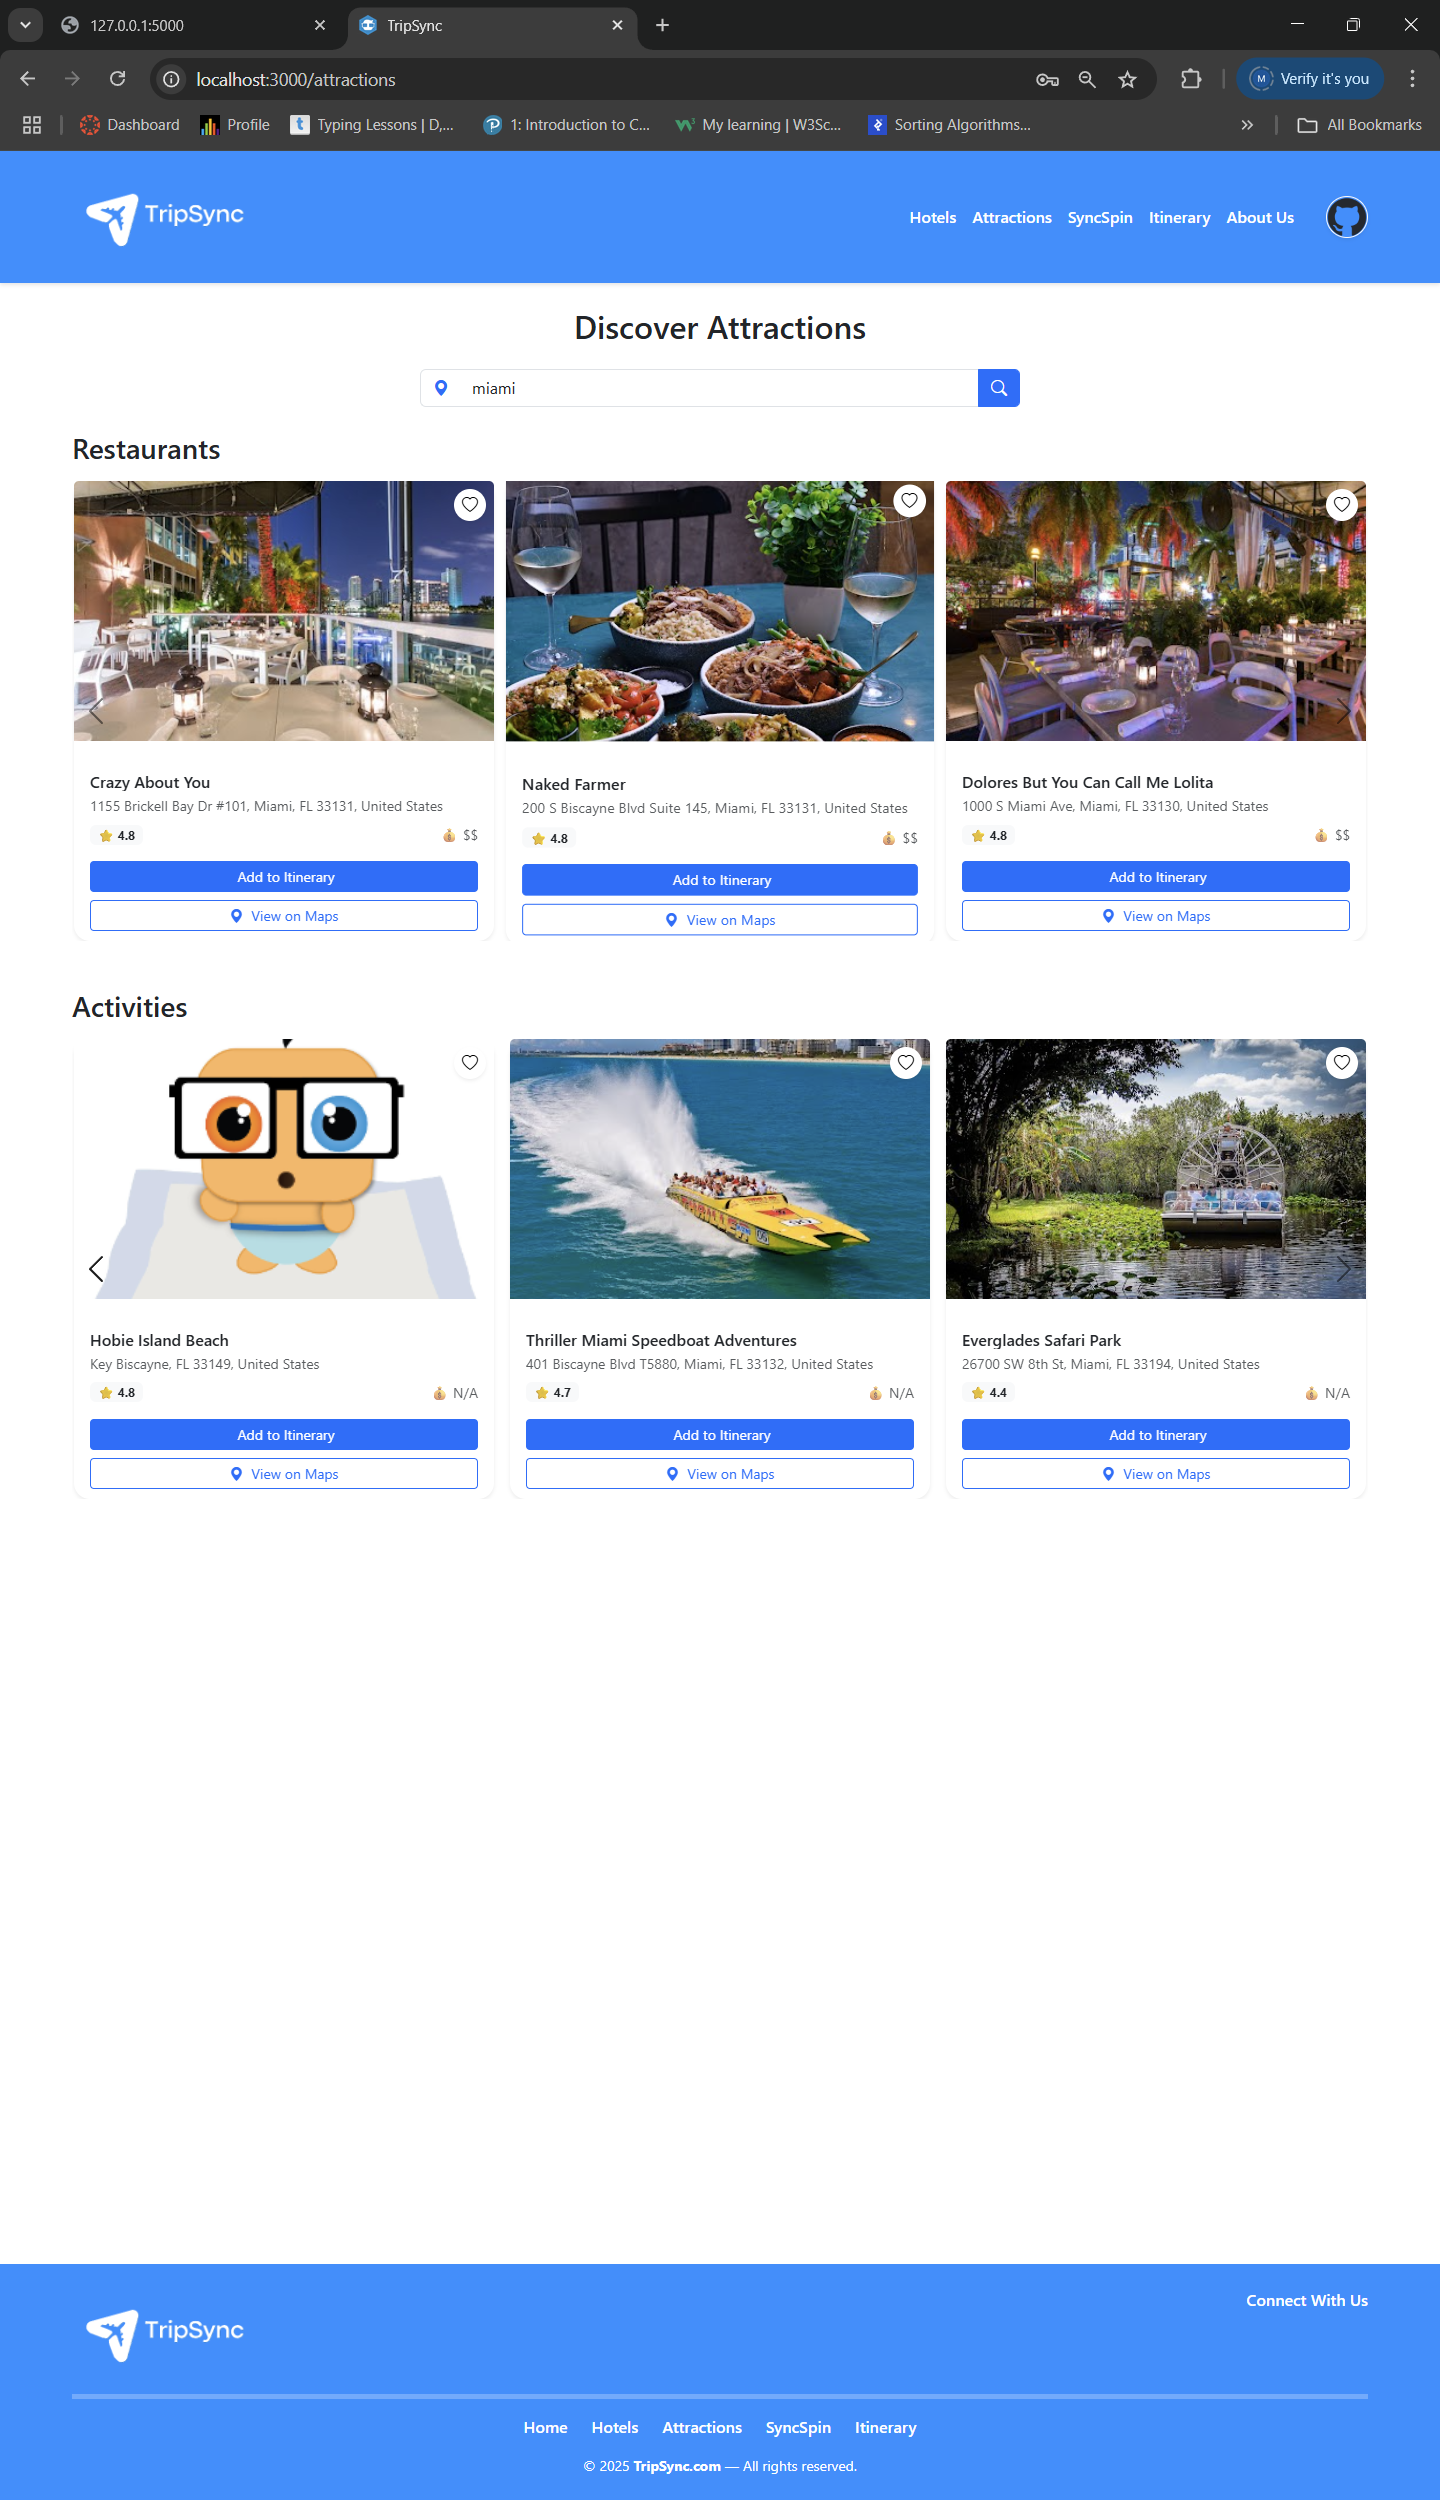 127.0.0.1:5000
TripSync
localhost:3000/attractions
M Verify it's you
Dashboard
Profile
Typing Lessons | D,...
1: Introduction to C...
My learning | W3Sc...
Sorting Algorithms...
All Bookmarks
TripSync
Hotels Attractions SyncSpin Itinerary About Us
Discover Attractions
miami
Restaurants
Crazy About You
1155 Brickell Bay Dr #101, Miami, FL 33131, United States
4.8 $$
Add to Itinerary
View on Maps
Naked Farmer
200 S Biscayne Blvd Suite 145, Miami, FL 33131, United States
4.8 $$
Add to Itinerary
View on Maps
Dolores But You Can Call Me Lolita
1000 S Miami Ave, Miami, FL 33130, United States
4.8 $$
Add to Itinerary
View on Maps
Activities
Hobie Island Beach
Key Biscayne, FL 33149, United States
4.8 N/A
Add to Itinerary
View on Maps
Thriller Miami Speedboat Adventures
401 Biscayne Blvd T5880, Miami, FL 33132, United States
4.7 N/A
Add to Itinerary
View on Maps
Everglades Safari Park
26700 SW 8th St, Miami, FL 33194, United States
4.4 N/A
Add to Itinerary
View on Maps
TripSync
Connect With Us
Home Hotels Attractions SyncSpin Itinerary
© 2025 TripSync.com — All rights reserved.